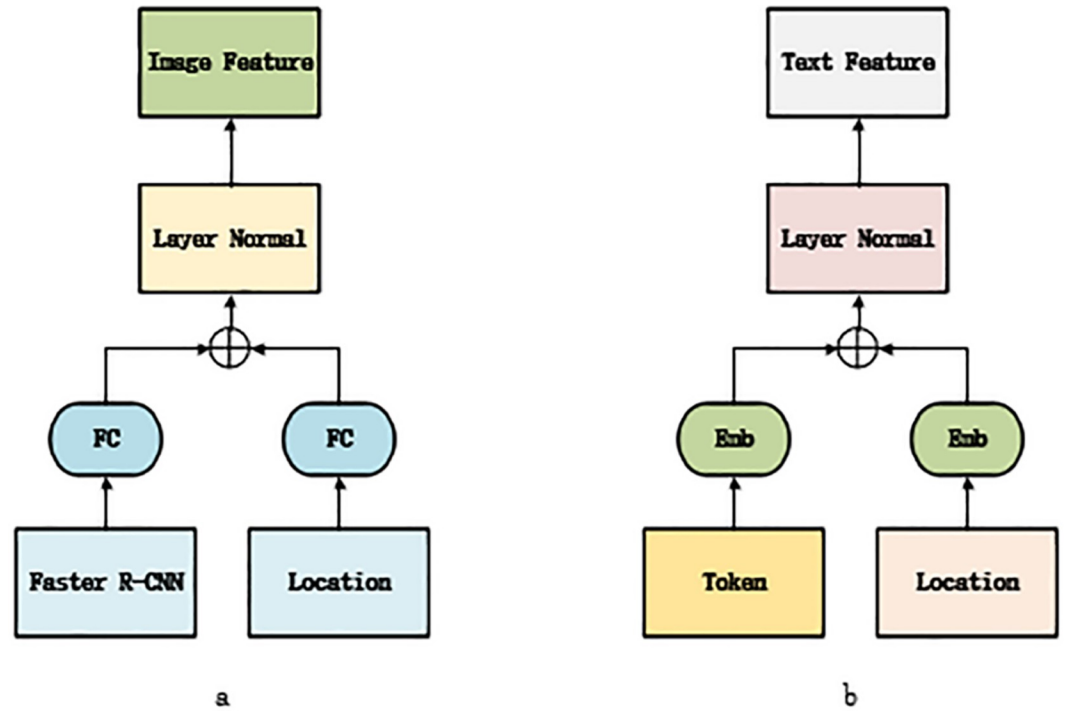 Image Feature
Text Feature
Layer Normal
Layer Normal
FC
FC
Emb
Emb
Faster R-CNN
Location
Token
Location
a
b